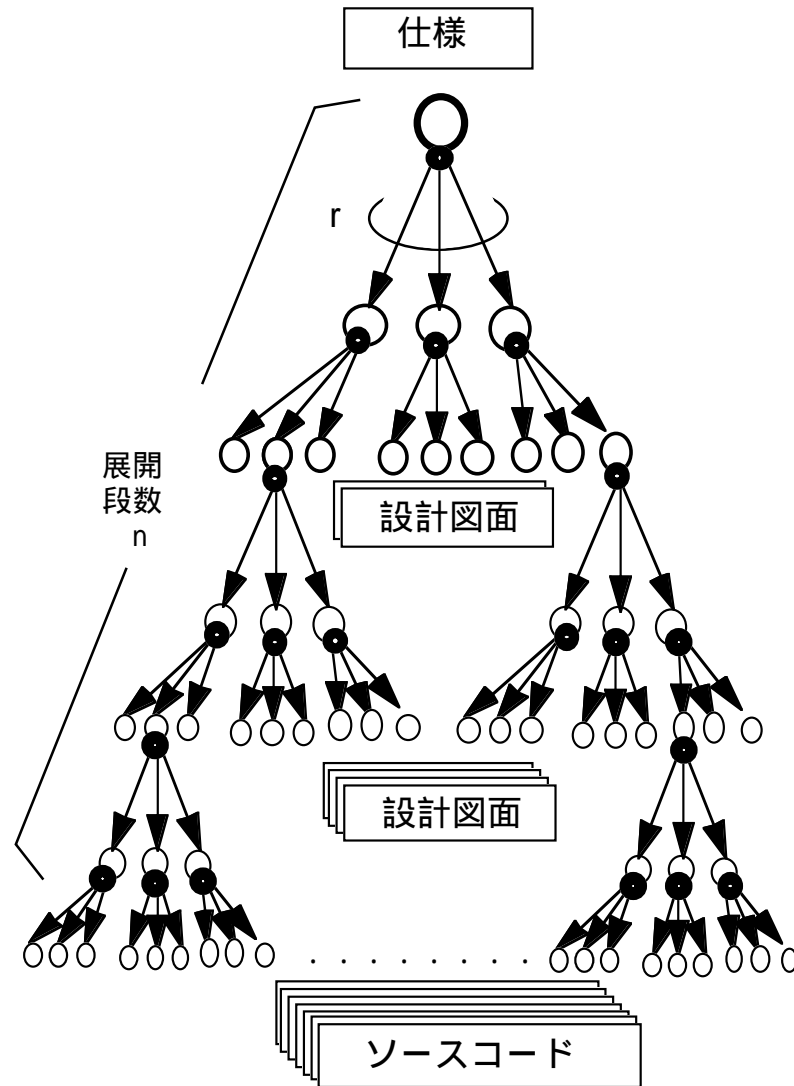 仕様
r
設計図面
展開
段数
n
設計図面
. . . . . . . .
ソースコード